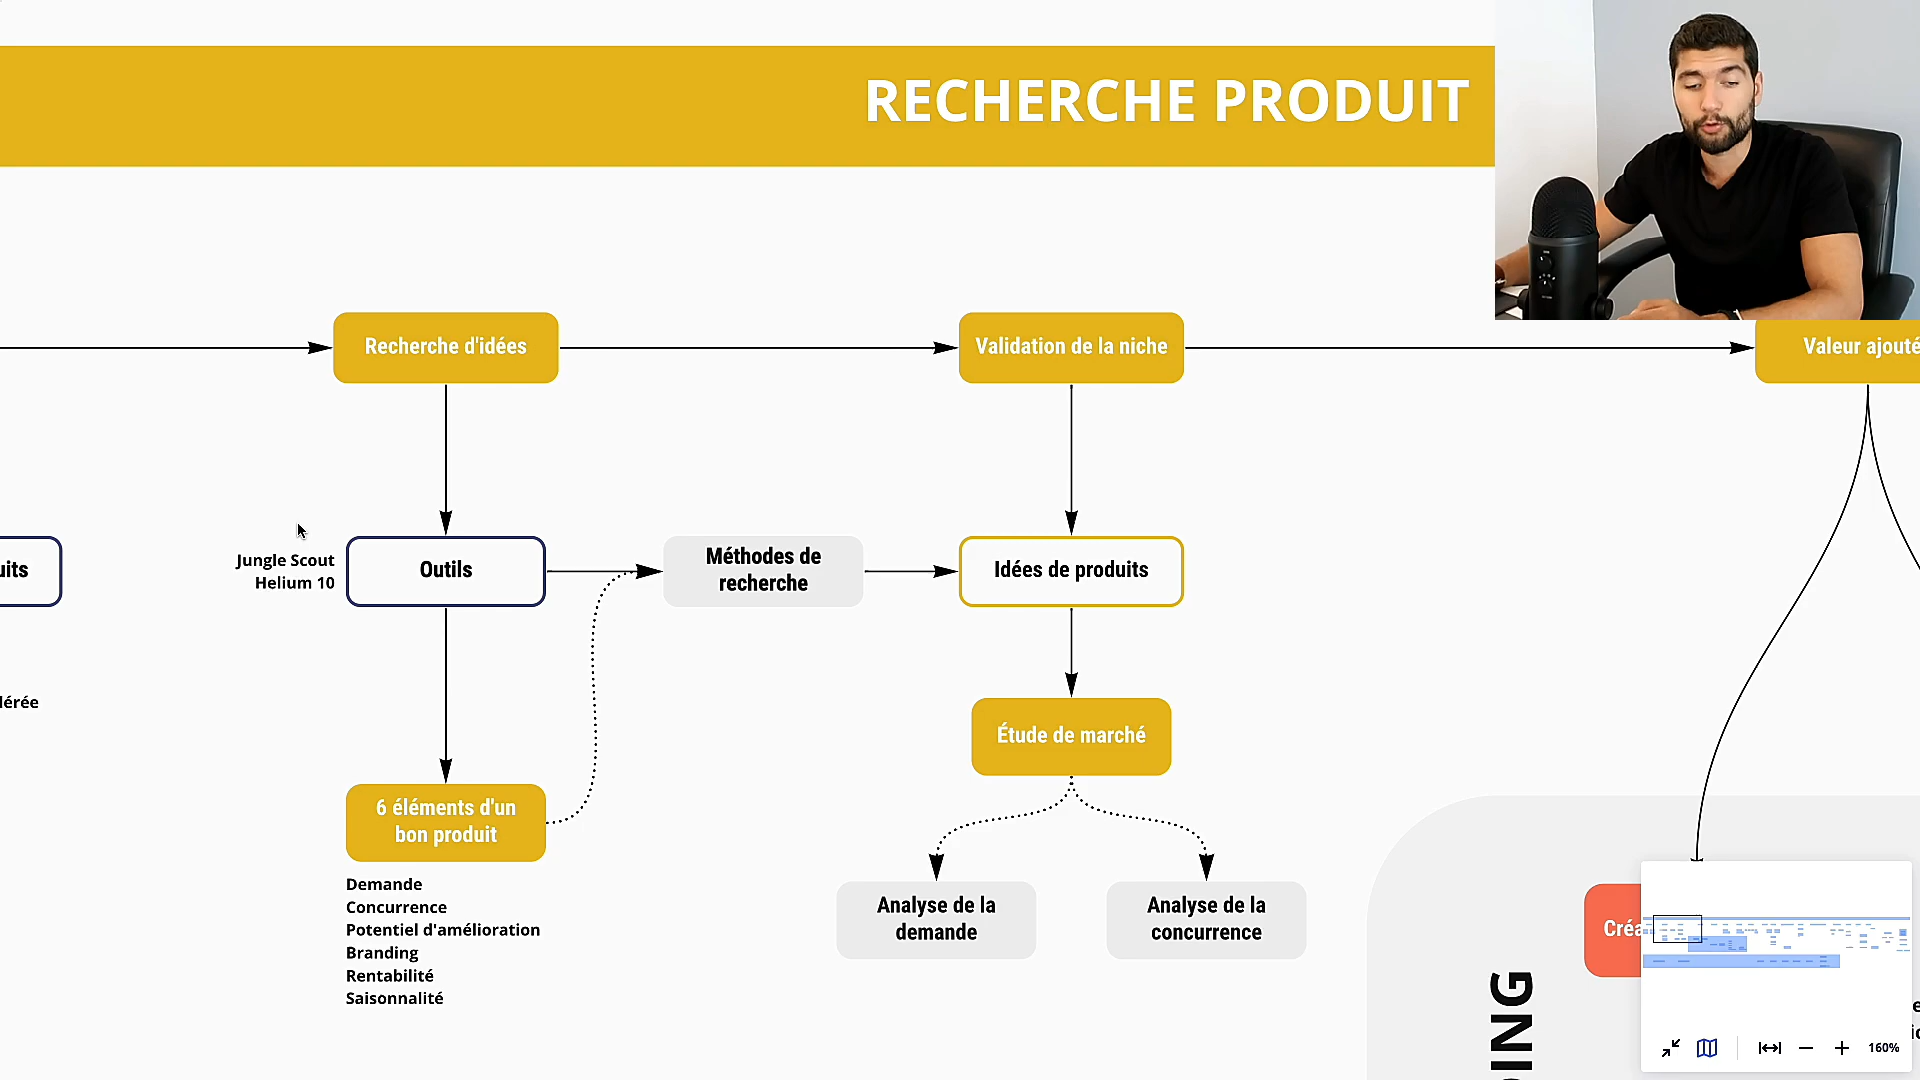 RECHERCHE PRODUIT
Recherche d'idées
Validation de la niche
Valeur ajouté
uits
Jungle Scout
Helium 10
Outils
Méthodes de
recherche
Idées de produits
lérée
Étude de marché
6 éléments d'un
bon produit
Demande
Concurrence
Potentiel d'amélioration
Branding
Rentabilité
Saisonnalité
Analyse de la
demande
Analyse de la
concurrence
Créa
DING
160%